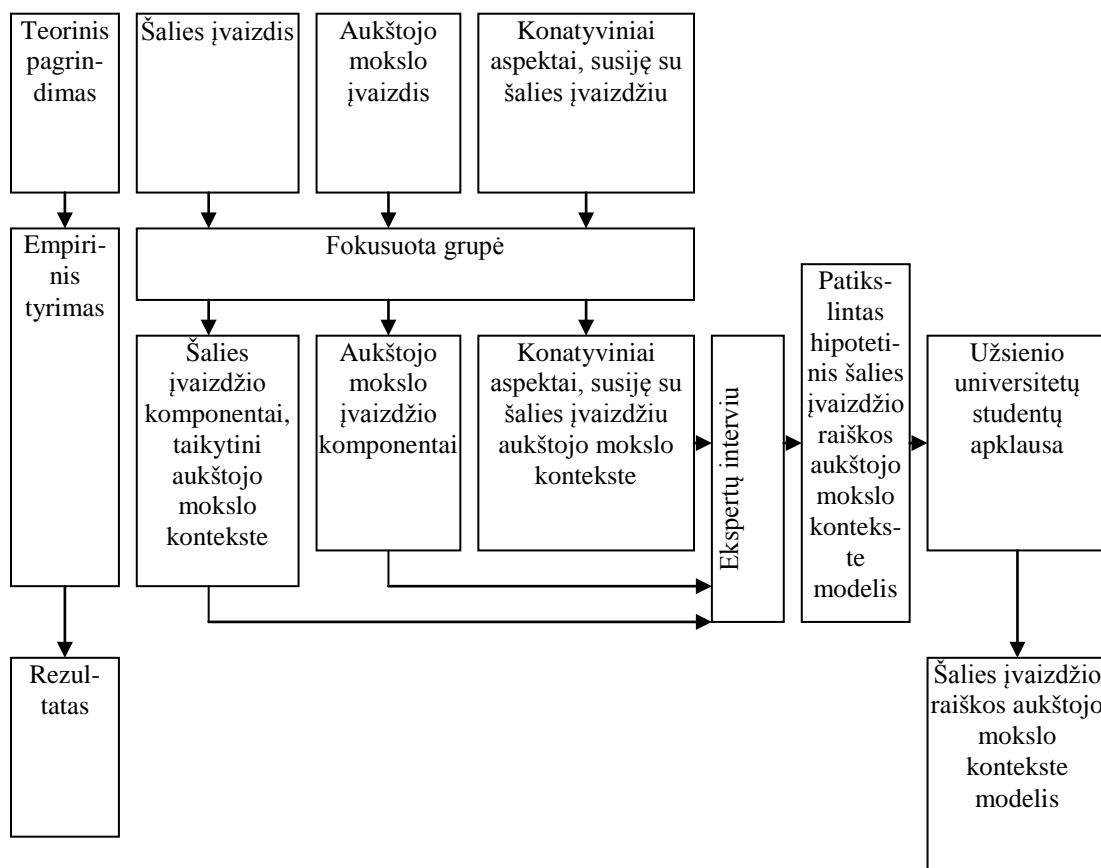 Teorinis
pagrin-
dimas
Šalies įvaizdis
Aukštojo
mokslo
įvaizdis
Konatyviniai
aspektai, susiję su
šalies įvaizdžiu
Empiri-
nis
tyrimas
Fokusuota grupė
Šalies
įvaizdžio
komponentai,
taikytini
aukštojo
mokslo
kontekste
Aukštojo
mokslo
įvaizdžio
komponentai
Konatyviniai
aspektai, susiję su
šalies įvaizdžiu
aukštojo mokslo
kontekste
Ekspertų interviu
Patiks-
lintas
hipoteti-
nis šalies
įvaizdžio
raiškos
aukštojo
mokslo
konteks-
te
modelis
Užsienio
universitetų
studentų
apklausa
Rezul-
tatas
Šalies įvaizdžio
raiškos aukštojo
mokslo
kontekste
modelis